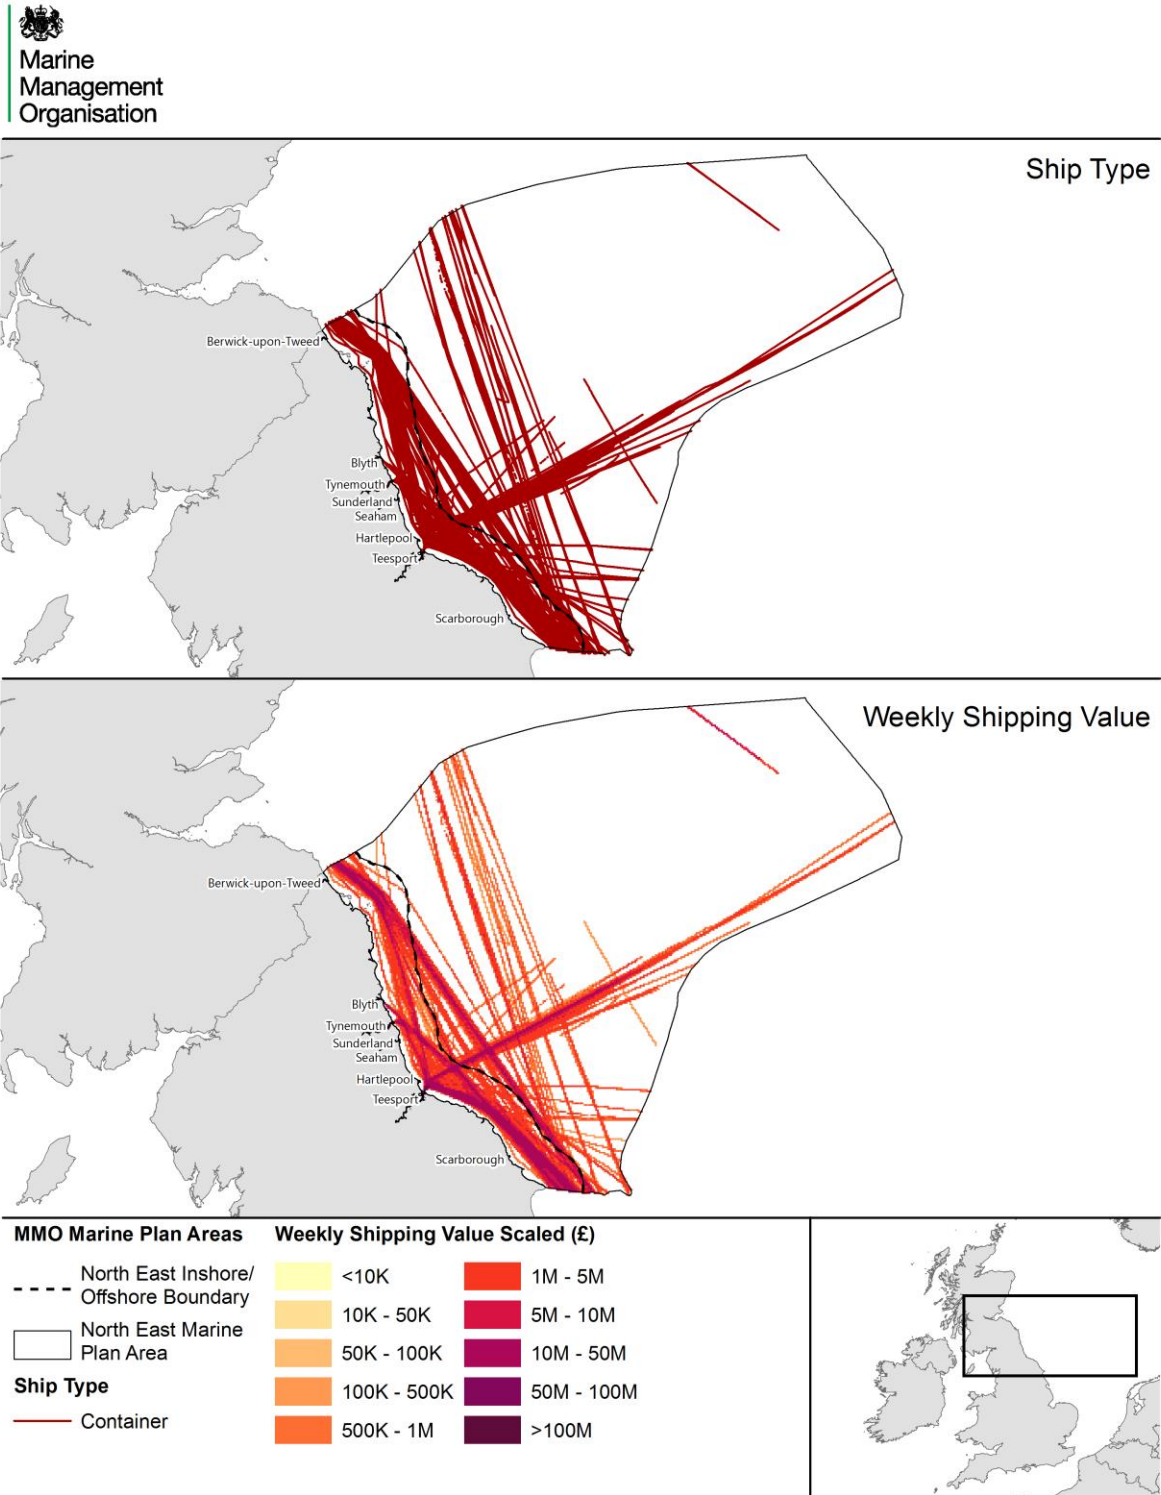 Marine
Management
Organisation
Ship Type
Berwick-upon-Tweed
Blyth
Tynemouth
Sunderland
Seaham
Hartlepool
Teesport
Scarborough
Weekly Shipping Value
Berwick-upon-Tweed
Blyth
Tynemouth
Sunderland
Seaham
Hartlepool
Teesport
Scarborough
MMO Marine Plan Areas
North East Inshore/
Offshore Boundary
North East Marine
Plan Area
Ship Type
Container
Weekly Shipping Value Scaled (£)
<10K
10K - 50K
50K - 100K
100K - 500K
500K - 1M
1M - 5M
5M - 10M
10M - 50M
50M - 100M
>100M